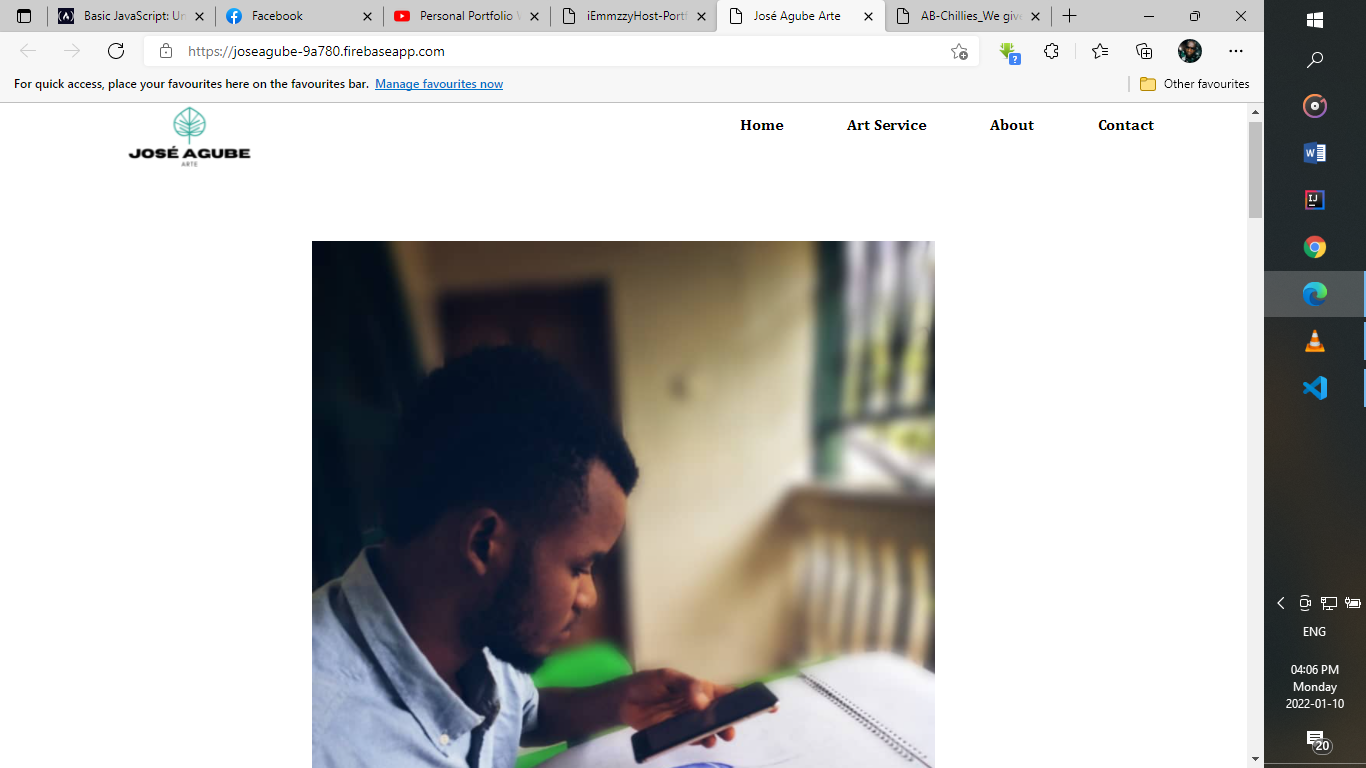 Basic JavaScript: Un
Facebook
Personal Portfolio W
iEmmzzyHost-Portf
José Agube Arte
AB-Chillies_We give
https://joseagube-9a780.firebaseapp.com
For quick access, place your favourites here on the favourites bar. Manage favourites now
Other favourites
JOSÉ AGUBE
ARTE
Home
Art Service
About
Contact
ENG
04:06 PM
Monday
2022-01-10
20